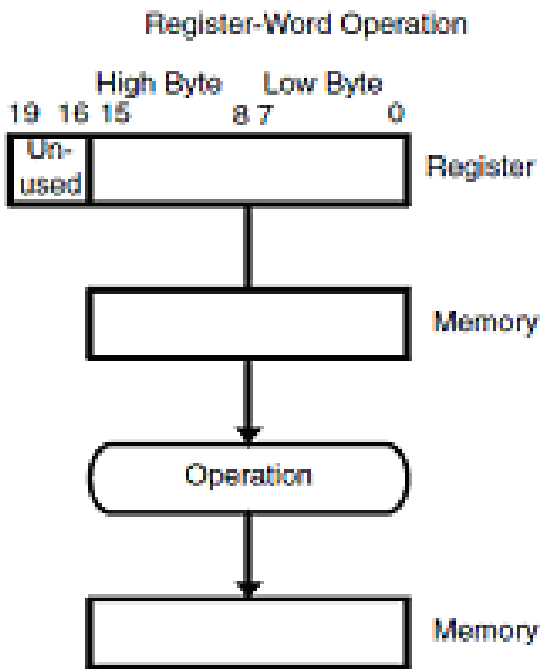 Register-Word Operation
High Byte Low Byte
19 16 15 8 7 0
Un-
used
Register
Memory
Operation
Memory